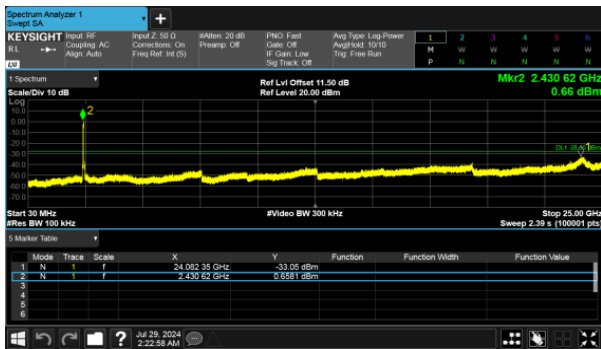 Spectrum Analyzer 1
Swept SA
+
KEYSIGHT Input: RF Input Z: 50 Ω #Atten: 20 dB PNO: Fast Avg Type: Log-Power 1 2 3 4 5 6
RL Coupling: AC Corrections: On Preamp: Off Gate: Off Avg|Hold: 10/10 M W W W W W
Align: Auto Freq Ref: Int (S) IF Gain: Low Trig: Free Run P N N N N N
Sig Track: Off
LXI
1 Spectrum Ref Lvl Offset 11.50 dB Mkr2 2.430 62 GHz
Scale/Div 10 dB Ref Level 20.00 dBm 0.66 dBm
Log
10.0
0.00
-10.0
-20.0
-30.0
-40.0
-50.0
-60.0
-70.0
2
1
Start 30 MHz #Video BW 300 kHz Stop 25.00 GHz
#Res BW 100 kHz Sweep 2.39 s (100001 pts)
5 Marker Table
Mode Trace Scale X Y Function Function Width Function Value
1 N 1 f 24.082 35 GHz -33.05 dBm
2 N 1 f 2.430 62 GHz 0.6581 dBm
3
4
5
6
? Jul 29, 2024
2:22:58 AM